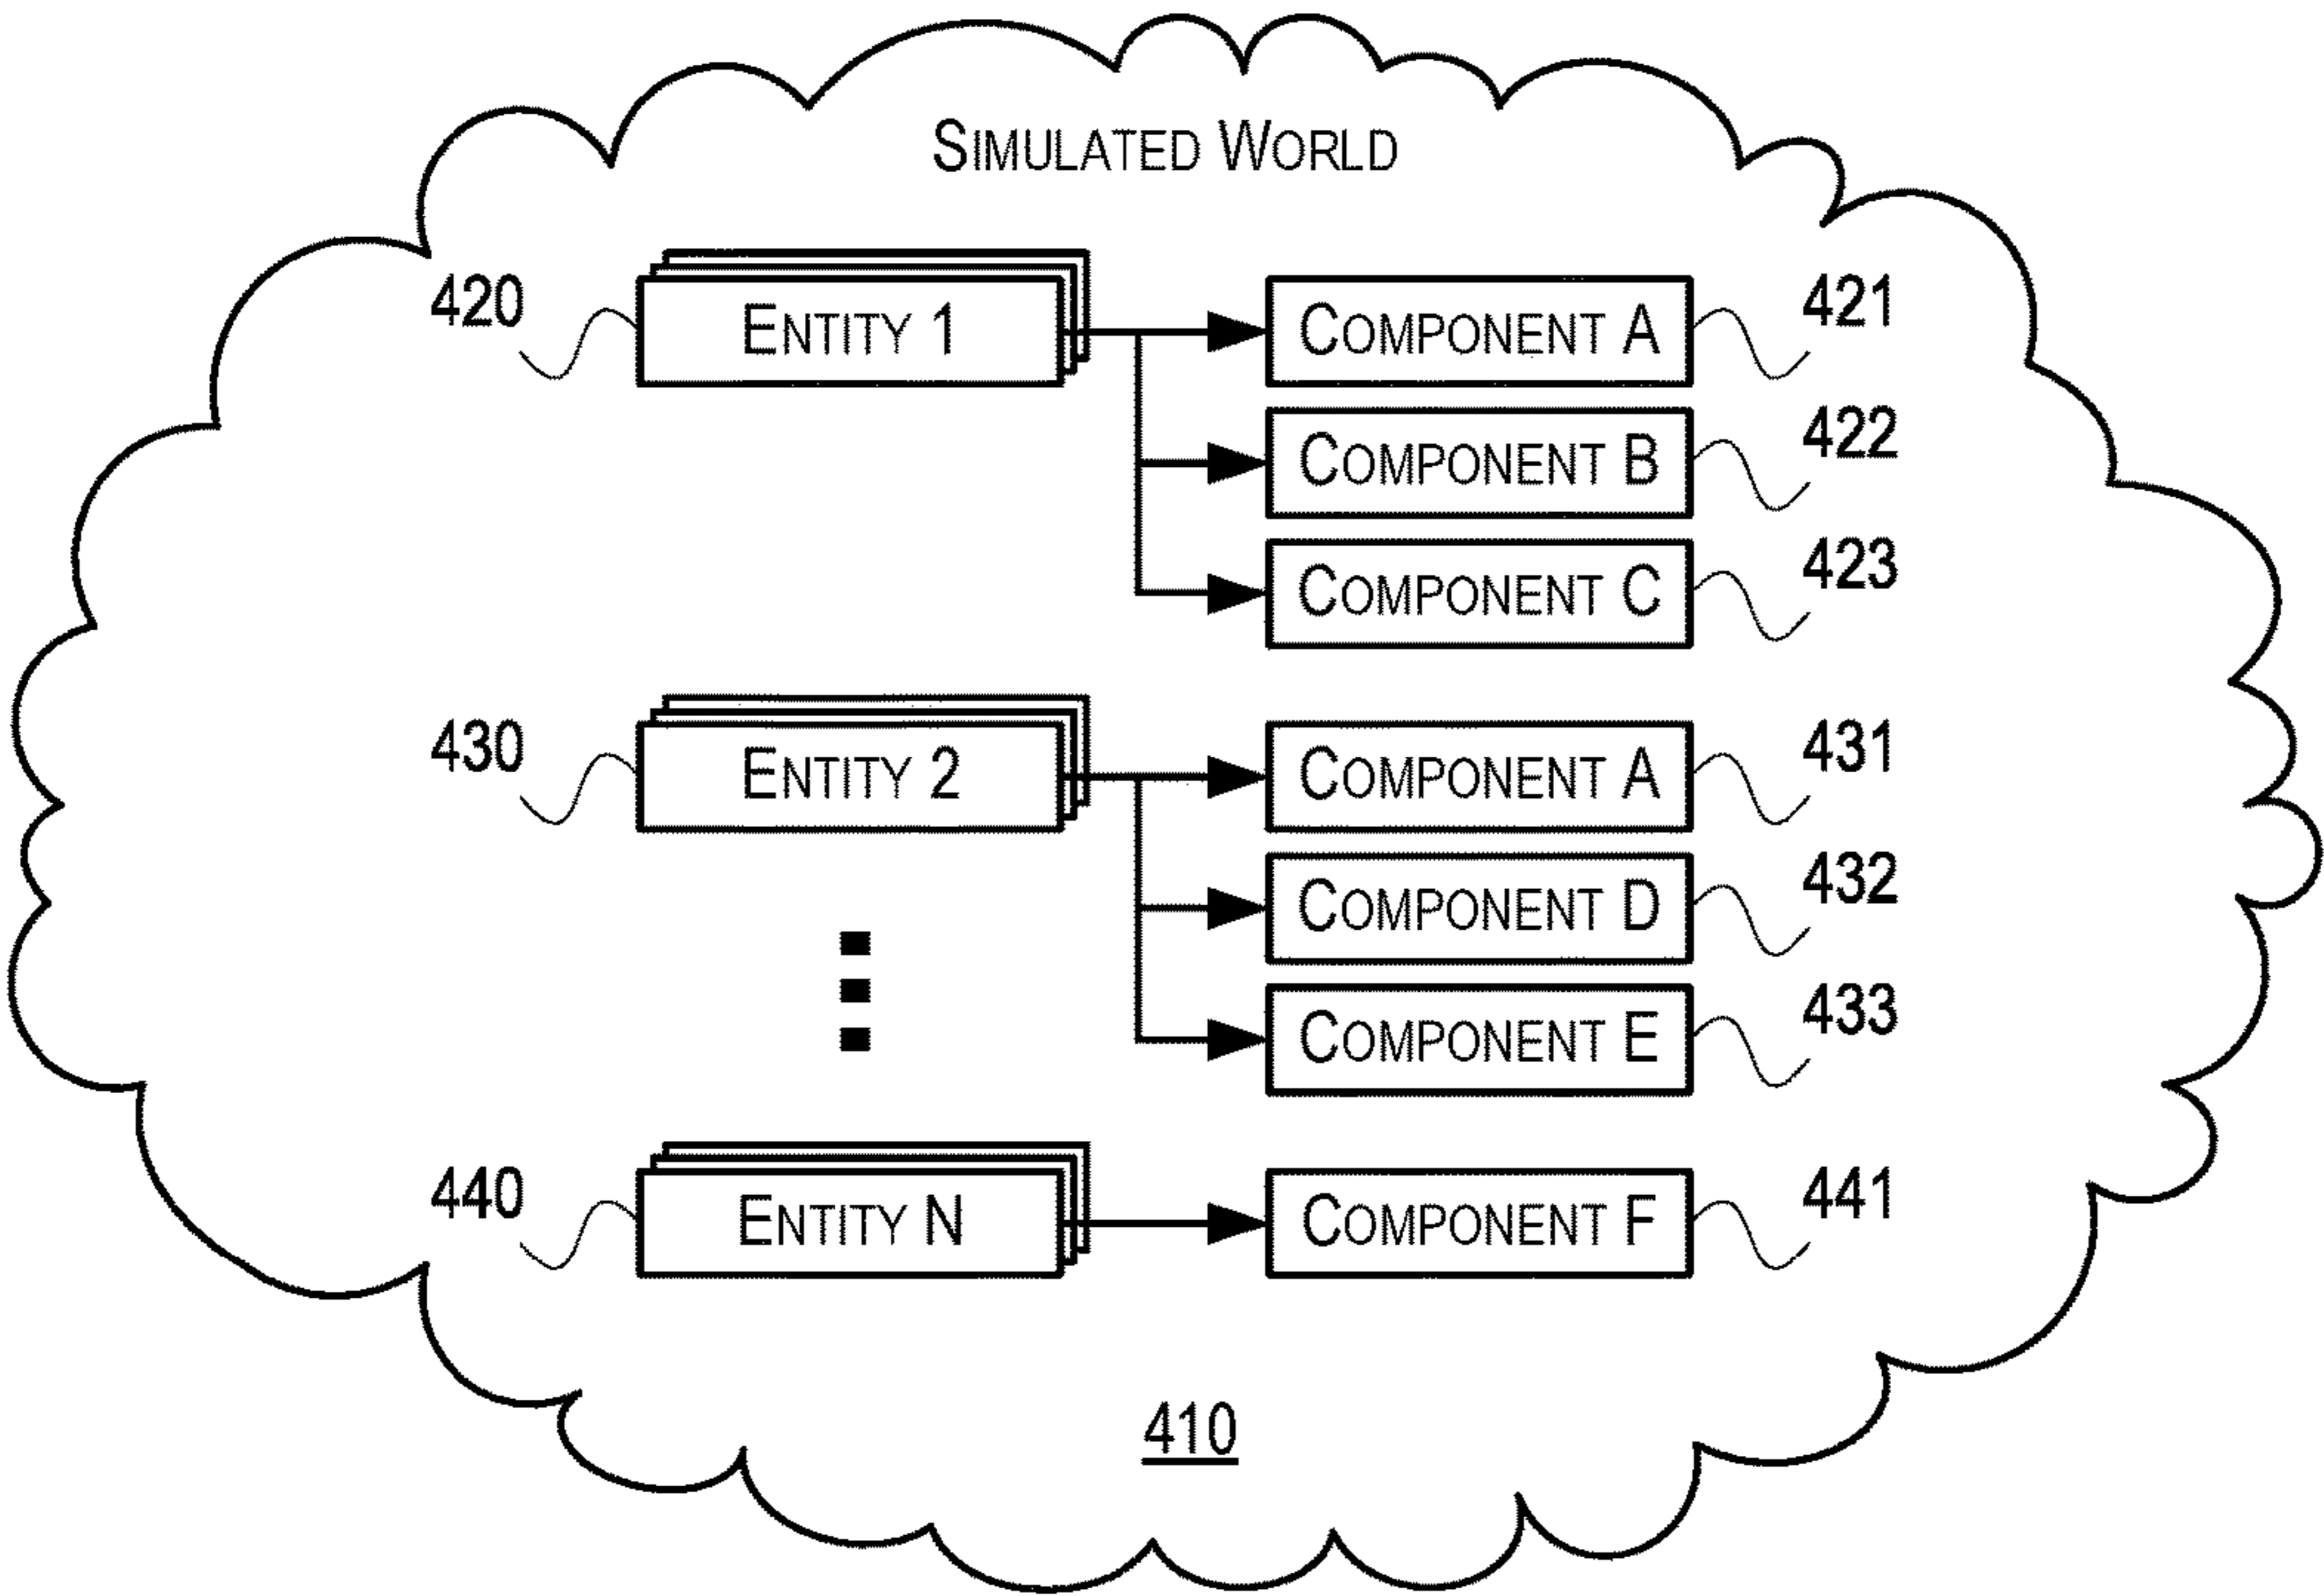 SIMULATED WORLD
420 ENTITY 1 COMPONENT A 421
COMPONENT B 422
COMPONENT C 423
430 ENTITY 2 COMPONENT A 431
COMPONENT D 432
COMPONENT E 433
440 ENTITY N COMPONENT F 441
410